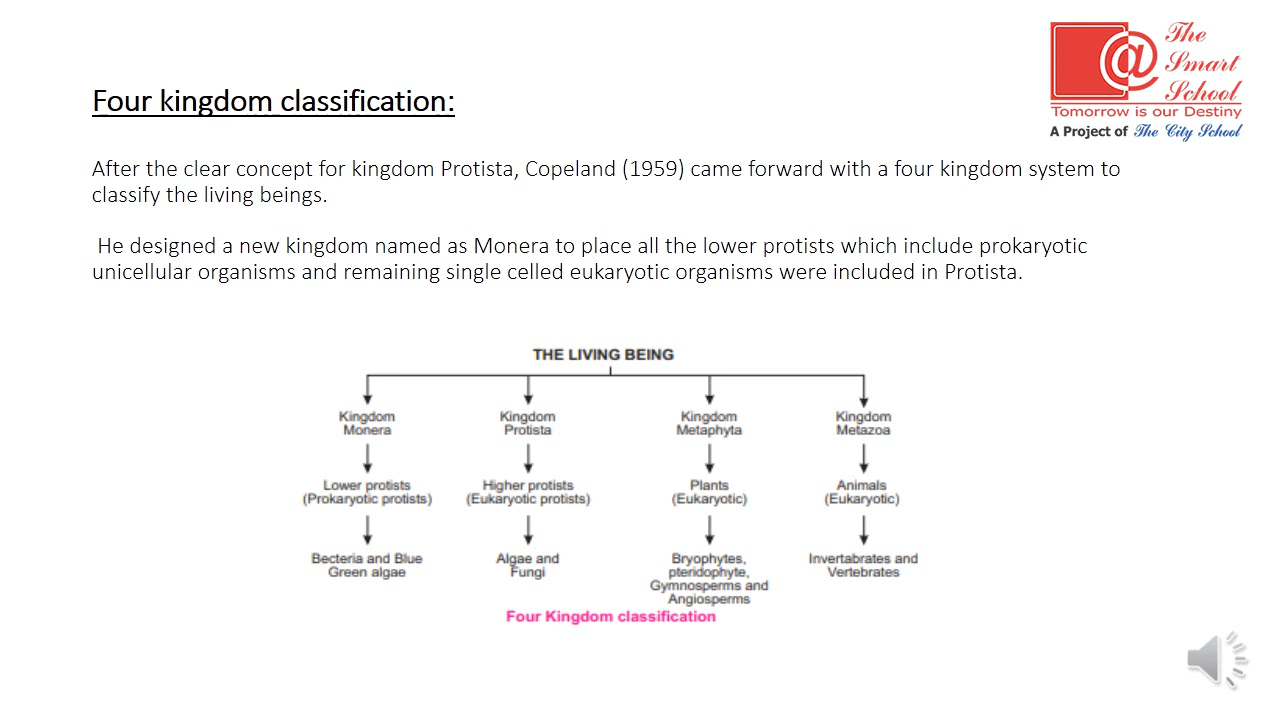 The
Smart
School
Tomorrow is our Destiny
A Project of The City School
Four kingdom classification:
After the clear concept for kingdom Protista, Copeland (1959) came forward with a four kingdom system to
classify the living beings.
He designed a new kingdom named as Monera to place all the lower protists which include prokaryotic
unicellular organisms and remaining single celled eukaryotic organisms were included in Protista.
THE LIVING BEING
Kingdom
Monera
Kingdom
Protista
Kingdom
Metaphyta
Kingdom
Metazoa
Lower protists
(Prokaryotic protists)
Higher protists
(Eukaryotic protists)
Plants
(Eukaryotic)
Animals
(Eukaryotic)
Becteria and Blue
Green algae
Algae and
Fungi
Bryophytes,
pteridophyte,
Gymnosperms and
Angiosperms
Invertabrates and
Vertebrates
Four Kingdom classification